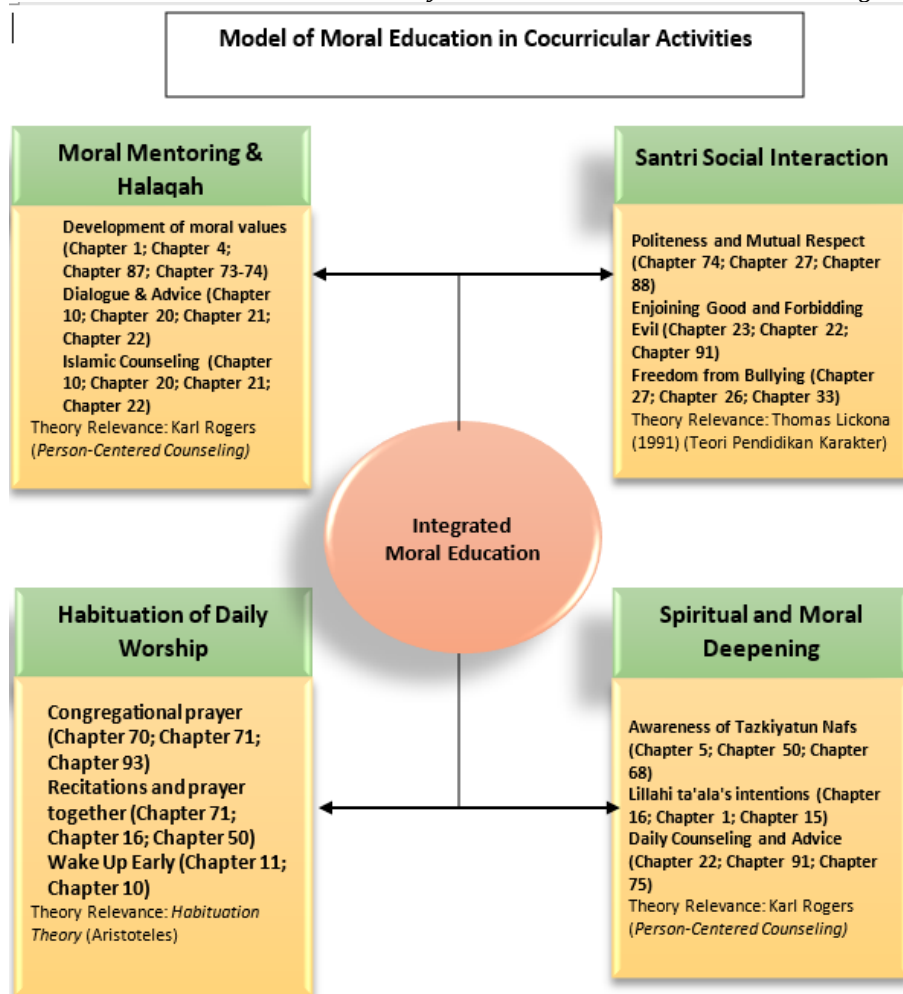 Model of Moral Education in Cocurricular Activities
Moral Mentoring &
Halaqah
Development of moral values
(Chapter 1; Chapter 4;
Chapter 87; Chapter 73-74)
Dialogue & Advice (Chapter
10; Chapter 20; Chapter 21;
Chapter 22)
Islamic Counseling (Chapter
10; Chapter 20; Chapter 21;
Chapter 22)
Theory Relevance: Karl Rogers
(Person-Centered Counseling)
Santri Social Interaction
Politeness and Mutual Respect
(Chapter 74; Chapter 27; Chapter
88)
Enjoining Good and Forbidding
Evil (Chapter 23; Chapter 22;
Chapter 91)
Freedom from Bullying (Chapter
27; Chapter 26; Chapter 33)
Theory Relevance: Thomas Lickona
(1991) (Teori Pendidikan Karakter)
Integrated
Moral Education
Habituation of Daily
Worship
Congregational prayer
(Chapter 70; Chapter 71;
Chapter 93)
Recitations and prayer
together (Chapter 71;
Chapter 16; Chapter 50)
Wake Up Early (Chapter 11;
Chapter 10)
Theory Relevance: Habituation
Theory (Aristoteles)
Spiritual and Moral
Deepening
Awareness of Tazkiyatun Nafs
(Chapter 5; Chapter 50; Chapter
68)
Lillahi ta'ala's intentions (Chapter
16; Chapter 1; Chapter 15)
Daily Counseling and Advice
(Chapter 22; Chapter 91; Chapter
75)
Theory Relevance: Karl Rogers
(Person-Centered Counseling)